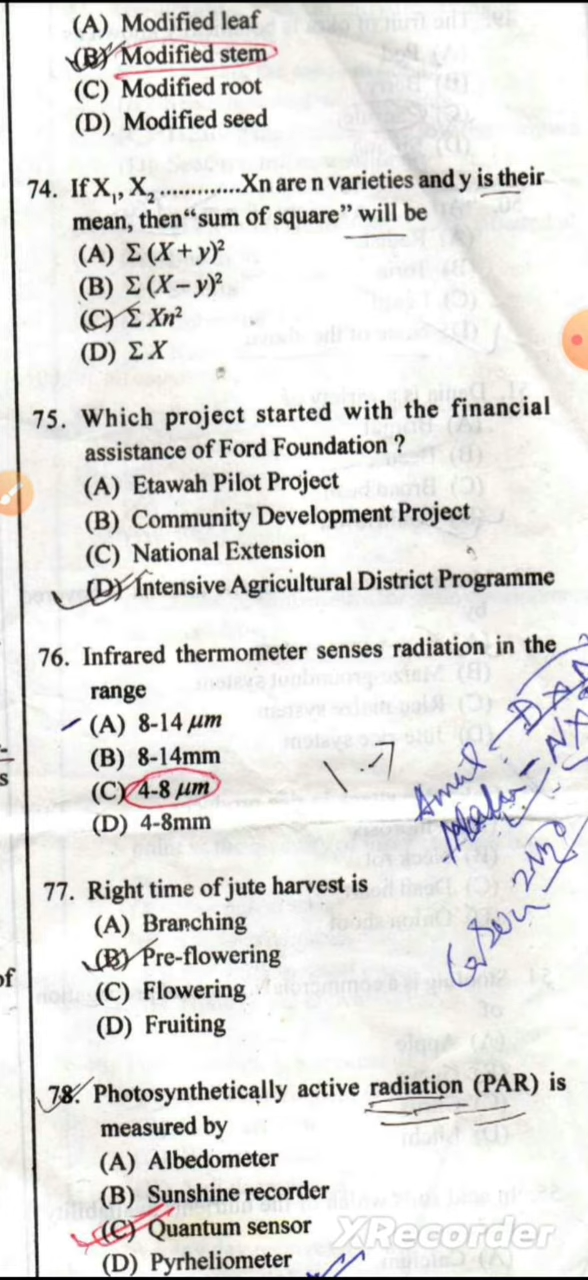 (A) Modified leaf
(B) Modified stem
(C) Modified root
(D) Modified seed
74. If X₁, X₂.............Xn are n varieties and y is their
mean, then “sum of square” will be
(A) Σ (X + y)²
(B) Σ (X – y)²
(C) Σ Xn²
(D) Σ X
75. Which project started with the financial
assistance of Ford Foundation ?
(A) Etawah Pilot Project
(B) Community Development Project
(C) National Extension
(D) Intensive Agricultural District Programme
76. Infrared thermometer senses radiation in the
range
(A) 8-14 μm
(B) 8-14mm
(C) 4-8 μm
(D) 4-8mm
77. Right time of jute harvest is
(A) Branching
(B) Pre-flowering
(C) Flowering
(D) Fruiting
78. Photosynthetically active radiation (PAR) is
measured by
(A) Albedometer
(B) Sunshine recorder
(C) Quantum sensor
(D) Pyrheliometer
XRecorder
s
of